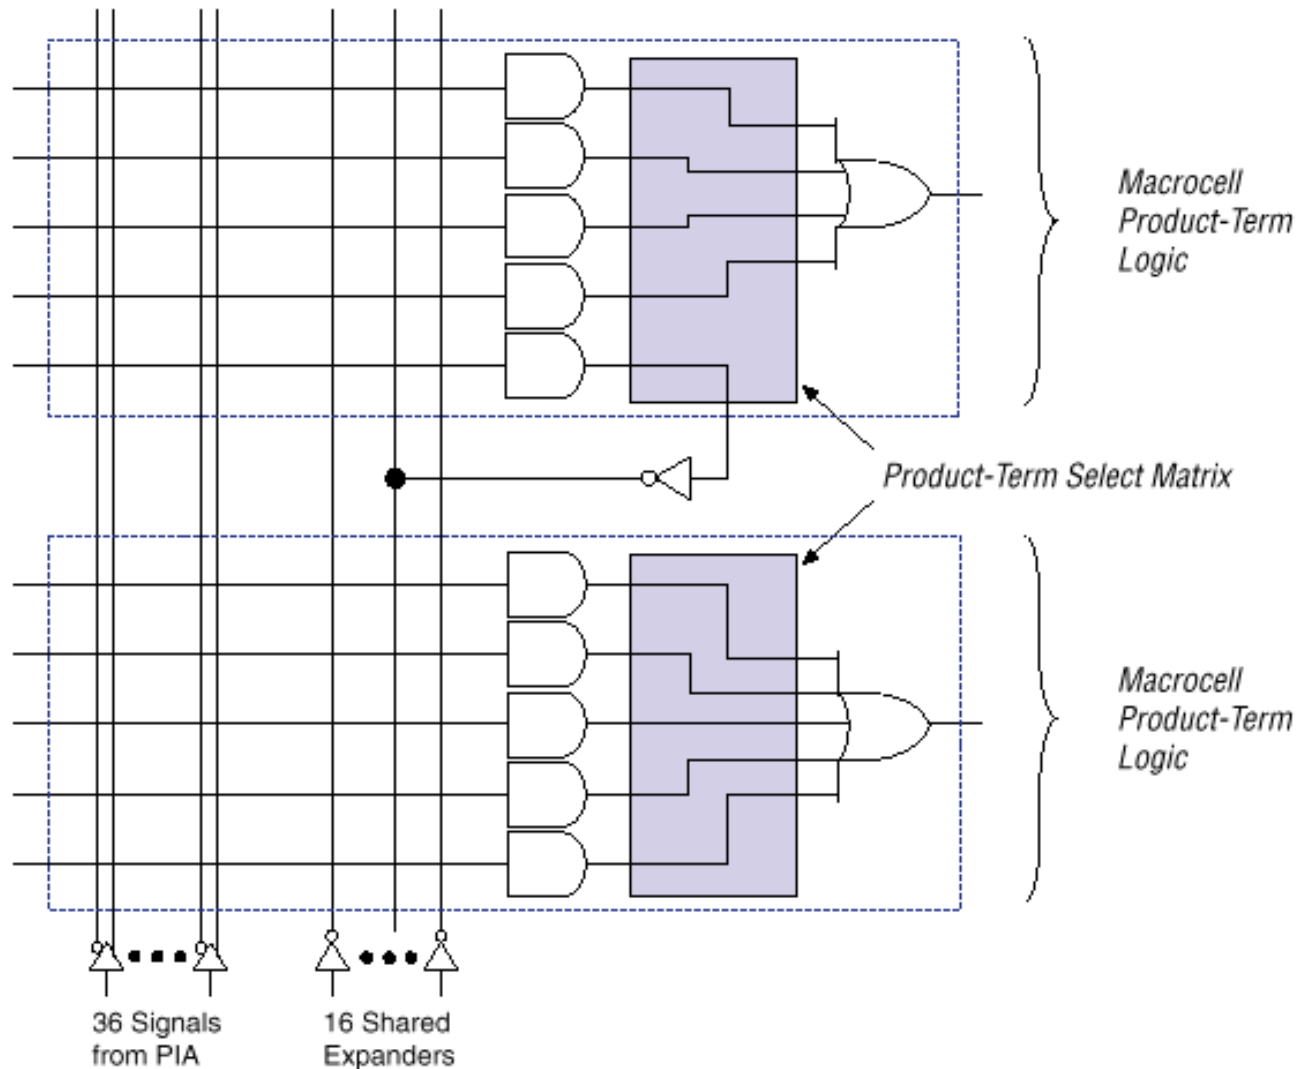 Macrocell
Product-Term
Logic
Product-Term Select Matrix
Macrocell
Product-Term
Logic
36 Signals
from PIA
16 Shared
Expanders